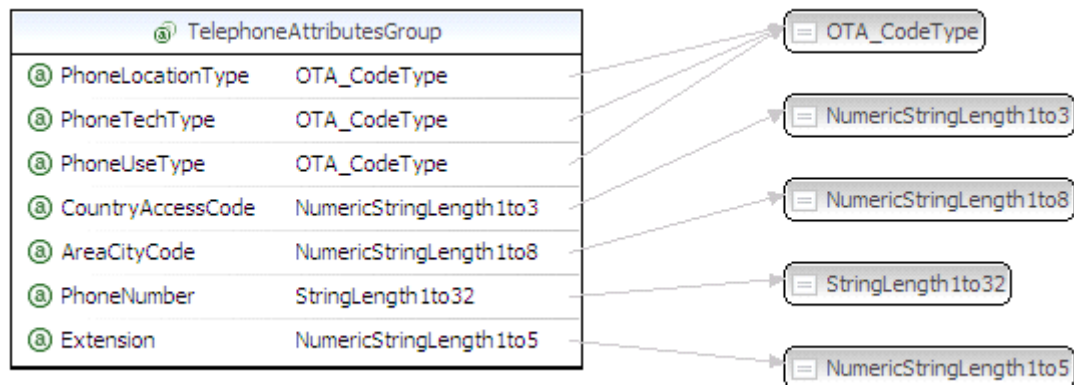 TelephoneAttributesGroup
PhoneLocationType OTA_CodeType
PhoneTechType OTA_CodeType
PhoneUseType OTA_CodeType
CountryAccessCode NumericStringLength1to3
AreaCityCode NumericStringLength1to8
PhoneNumber StringLength1to32
Extension NumericStringLength1to5
OTA_CodeType
NumericStringLength1to3
NumericStringLength1to8
StringLength1to32
NumericStringLength1to5